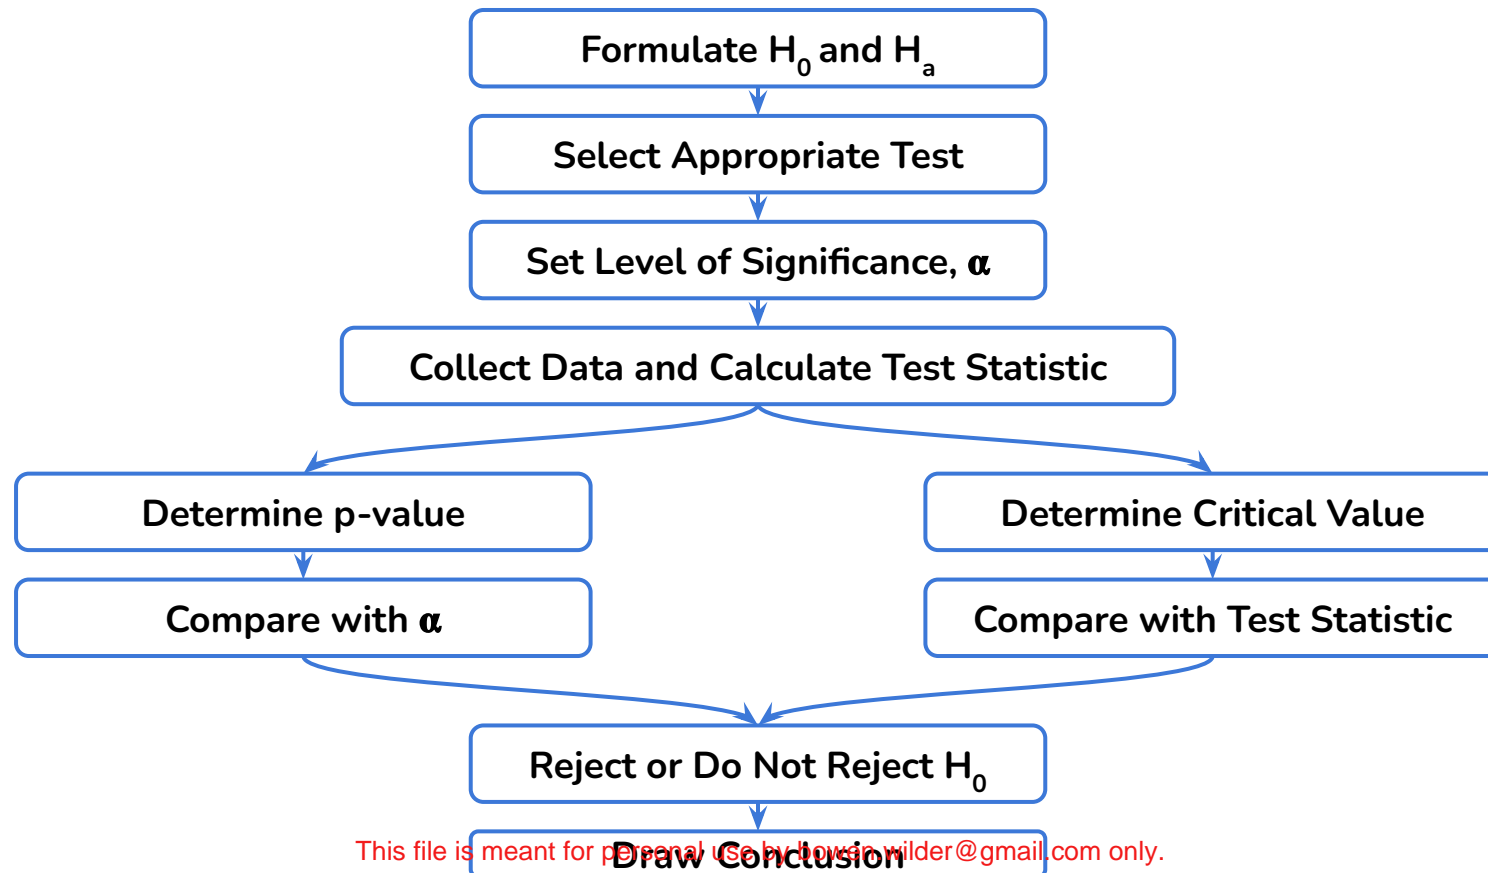 Formulate H₀ and Hₐ
Select Appropriate Test
Set Level of Significance, α
Collect Data and Calculate Test Statistic
Determine p-value
Determine Critical Value
Compare with α
Compare with Test Statistic
Reject or Do Not Reject H₀
Draw Conclusion
This file is meant for personal use by bowen.wilder@gmail.com only.